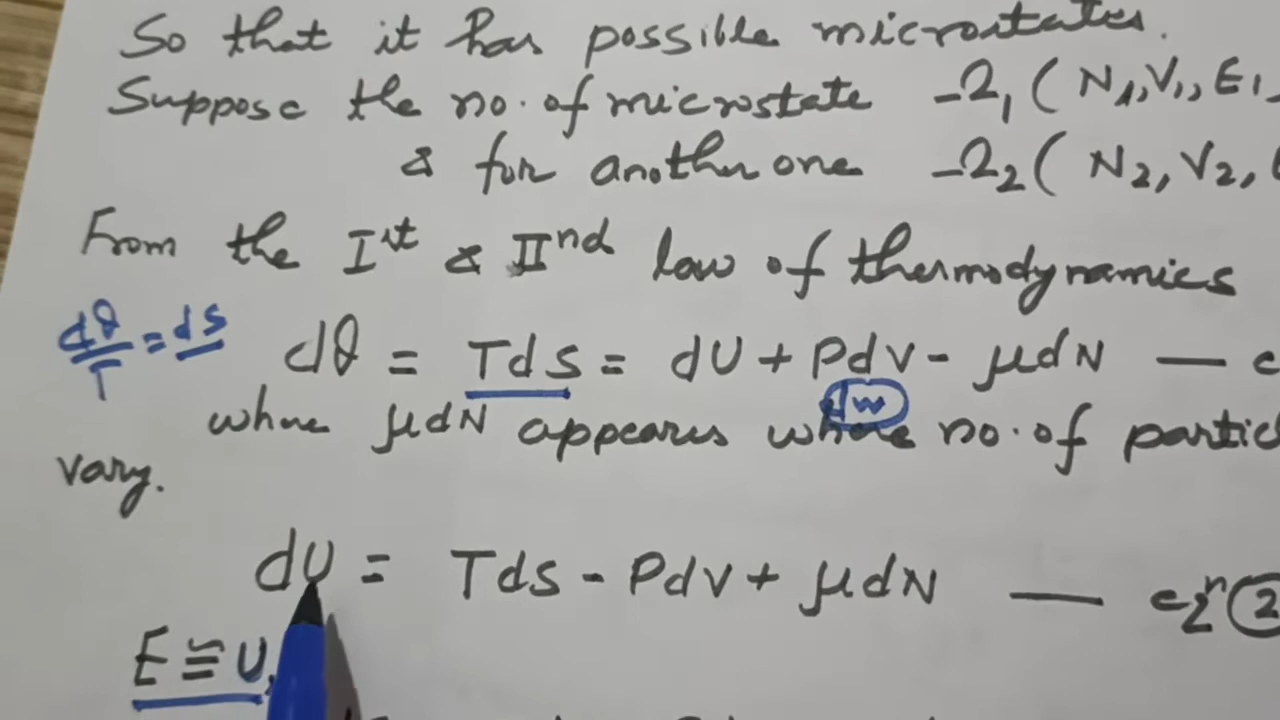 So that it has possible microstates.
Suppose the no. of microstate Ω₁ ( N₁, V₁, E₁
& for another one Ω₂ ( N₂, V₂,
From the Iˢᵗ & IIⁿᵈ law of thermodynamics
dQ/T = ds
dQ = Tds = dU + PdV - μdN —
dw
where μdN appears where no. of partic
vary.
dU = Tds - PdV + μdN — eqⁿ ②
E ≅ U,